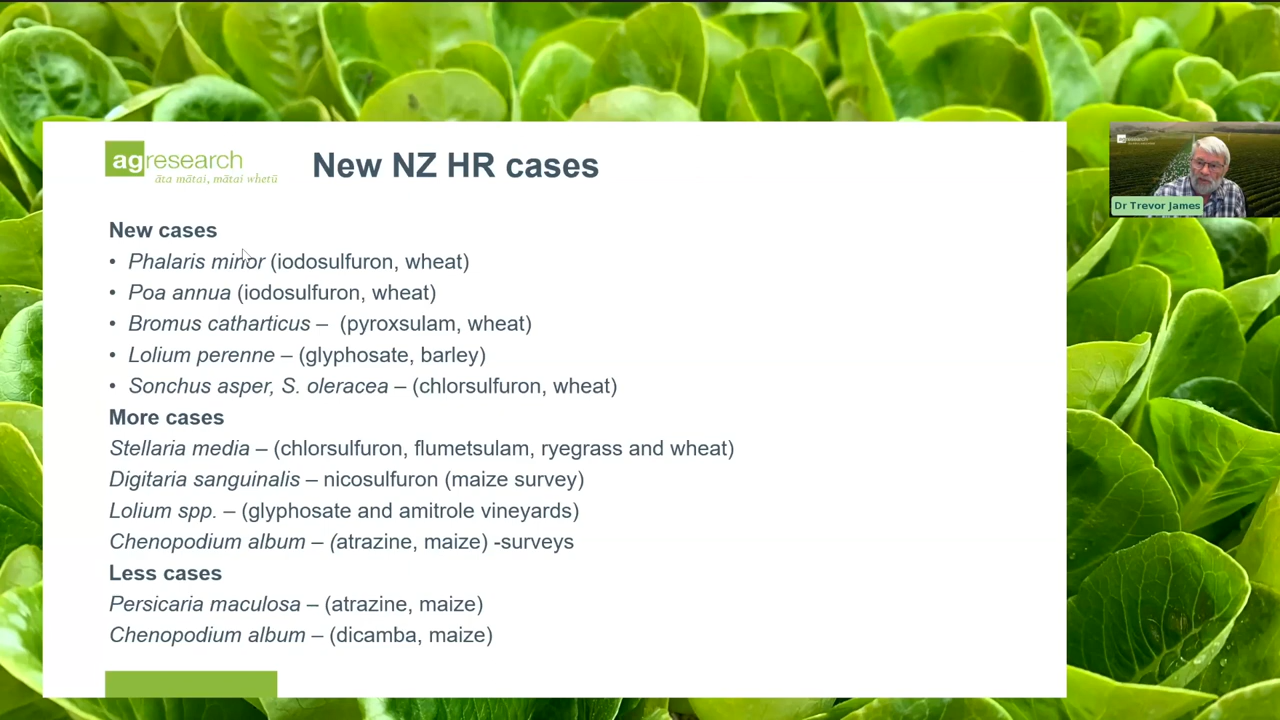 agresearch
āta mātai, mātai whetū
New NZ HR cases
New cases
• Phalaris minor (iodosulfuron, wheat)
• Poa annua (iodosulfuron, wheat)
• Bromus catharticus – (pyroxsulam, wheat)
• Lolium perenne – (glyphosate, barley)
• Sonchus asper, S. oleracea – (chlorsulfuron, wheat)
More cases
Stellaria media – (chlorsulfuron, flumetsulam, ryegrass and wheat)
Digitaria sanguinalis – nicosulfuron (maize survey)
Lolium spp. – (glyphosate and amitrole vineyards)
Chenopodium album – (atrazine, maize) -surveys
Less cases
Persicaria maculosa – (atrazine, maize)
Chenopodium album – (dicamba, maize)
Dr Trevor James